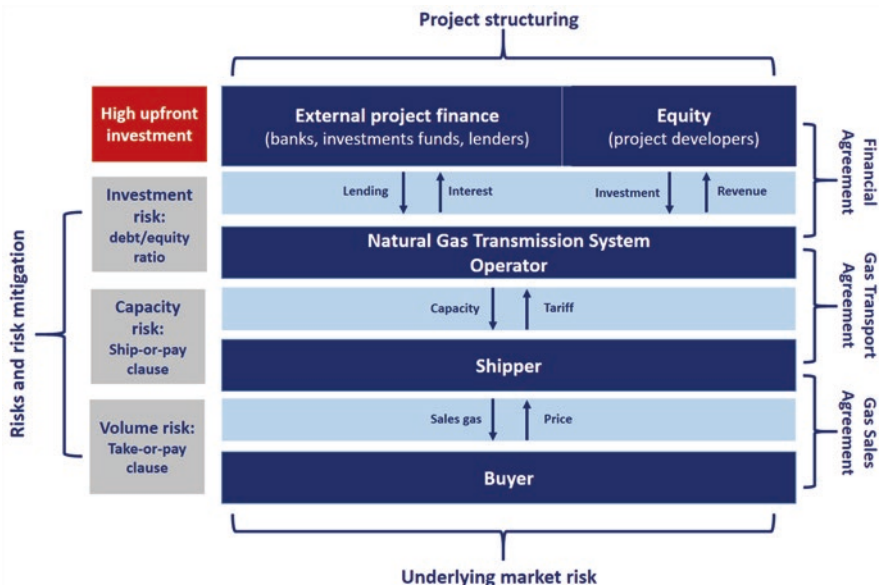 Project structuring
High upfront
investment
External project finance
(banks, investments funds, lenders)
Equity
(project developers)
Financial
Agreement
Investment
risk:
debt/equity
ratio
Lending
Interest
Investment
Revenue
Natural Gas Transmission System
Operator
Risks and risk mitigation
Capacity
risk:
Ship-or-pay
clause
Capacity
Tariff
Gas Transport
Agreement
Shipper
Volume risk:
Take-or-pay
clause
Sales gas
Price
Gas Sales
Agreement
Buyer
Underlying market risk